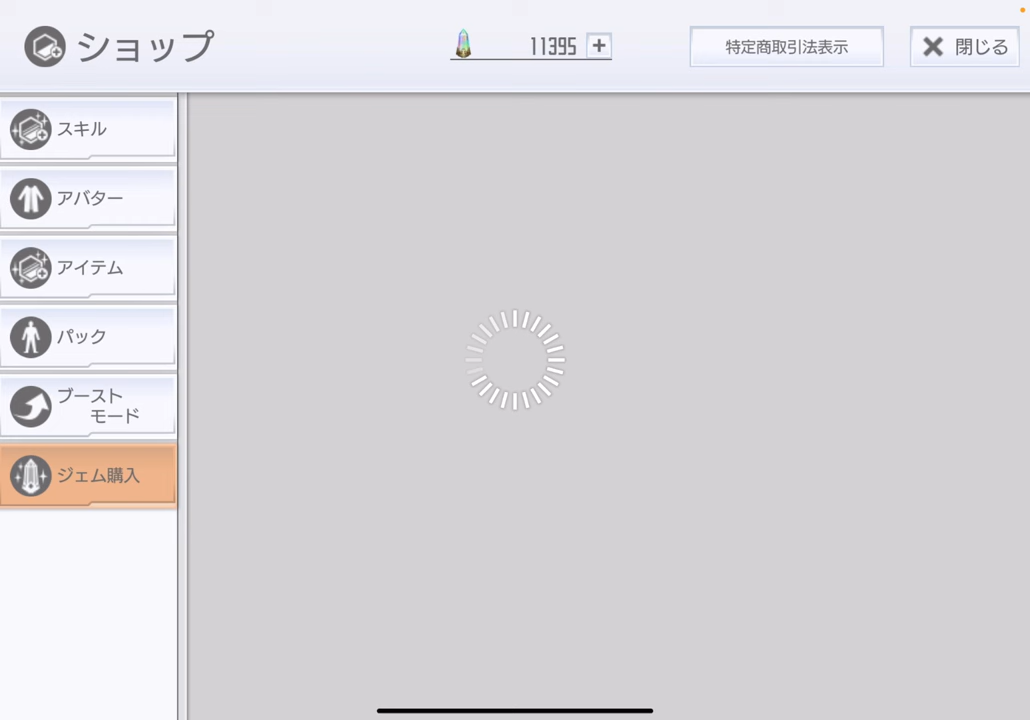 ショップ
11395
特定商取引法表示
閉じる
スキル
アバター
アイテム
パック
ブースト
モード
ジェム購入